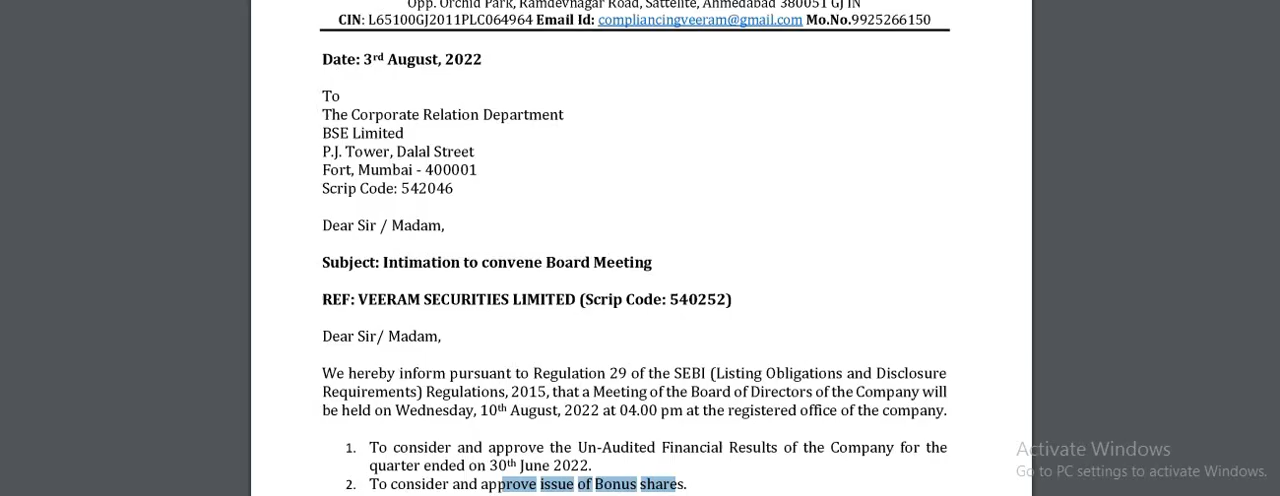 Opp. Orchid Park, Ramdevnagar Road, Sattelite, Ahmedabad 380051 GJ IN
CIN: L65100GJ2011PLC064964 Email Id: compliancingveeram@gmail.com Mo.No.9925266150
Date: 3rd August, 2022
To
The Corporate Relation Department
BSE Limited
P.J. Tower, Dalal Street
Fort, Mumbai - 400001
Scrip Code: 542046
Dear Sir / Madam,
Subject: Intimation to convene Board Meeting
REF: VEERAM SECURITIES LIMITED (Scrip Code: 540252)
Dear Sir/ Madam,
We hereby inform pursuant to Regulation 29 of the SEBI (Listing Obligations and Disclosure
Requirements) Regulations, 2015, that a Meeting of the Board of Directors of the Company will
be held on Wednesday, 10th August, 2022 at 04.00 pm at the registered office of the company.
1. To consider and approve the Un-Audited Financial Results of the Company for the
quarter ended on 30th June 2022.
2. To consider and approve issue of Bonus shares.
Activate Windows
Go to PC settings to activate Windows.